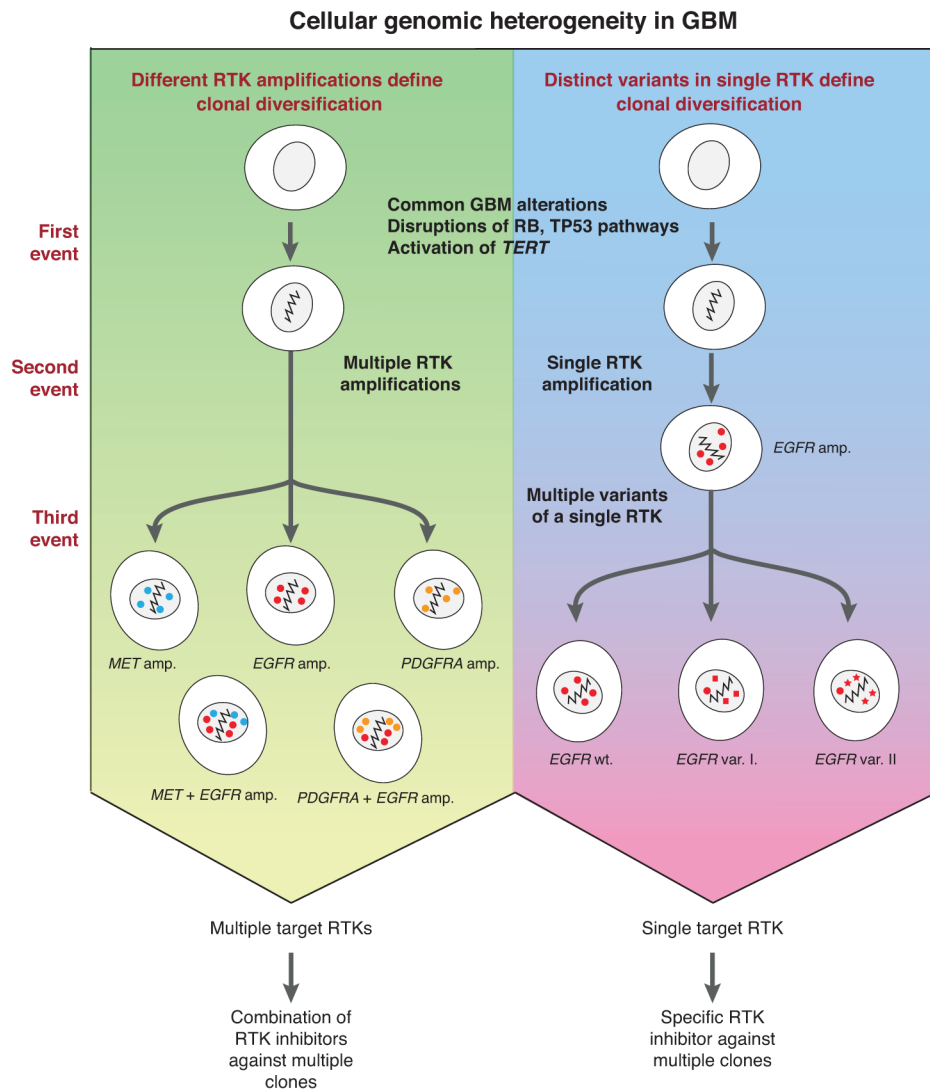 Cellular genomic heterogeneity in GBM
Different RTK amplifications define
clonal diversification
Distinct variants in single RTK define
clonal diversification
Common GBM alterations
Disruptions of RB, TP53 pathways
Activation of TERT
First
event
Second
event
Multiple RTK
amplifications
Single RTK
amplification
EGFR amp.
Multiple variants
of a single RTK
Third
event
MET amp.
EGFR amp.
PDGFRA amp.
MET + EGFR amp.
PDGFRA + EGFR amp.
EGFR wt.
EGFR var. I.
EGFR var. II
Multiple target RTKs
Single target RTK
Combination of
RTK inhibitors
against multiple
clones
Specific RTK
inhibitor against
multiple clones